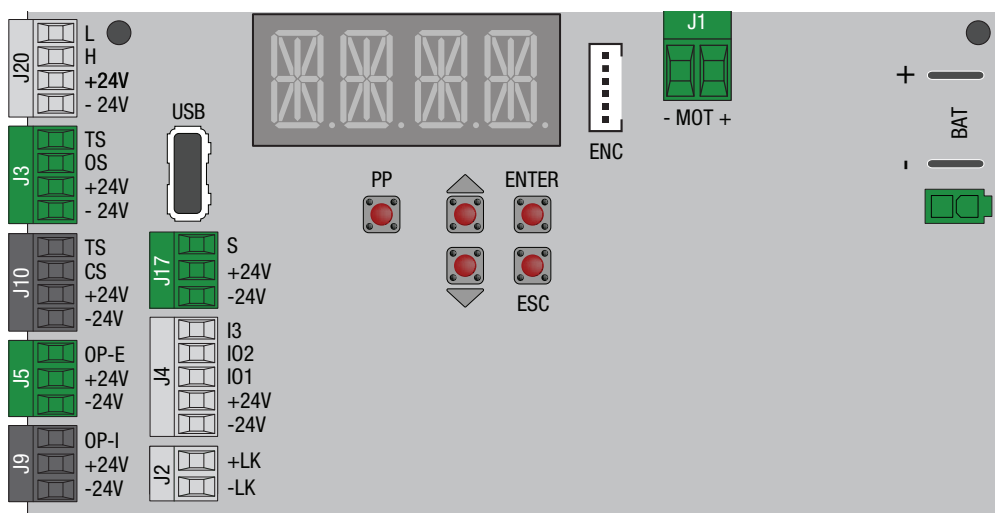 J20
L
H
+24V
- 24V
J3
TS
OS
+24V
- 24V
J10
TS
CS
+24V
-24V
J5
OP-E
+24V
-24V
J9
OP-I
+24V
-24V
USB
J17
S
+24V
-24V
J4
I3
IO2
IO1
+24V
-24V
J2
+LK
-LK
PP
ENTER
ESC
ENC
J1
- MOT +
+
BAT
-